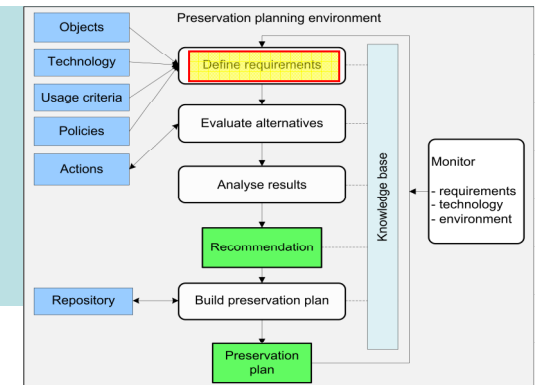 Preservation planning environment
Objects
Technology
Usage criteria
Policies
Actions
Repository
Define requirements
Evaluate alternatives
Analyse results
Recommendation
Build preservation plan
Preservation
plan
Knowledge base
Monitor
- requirements
- technology
- environment